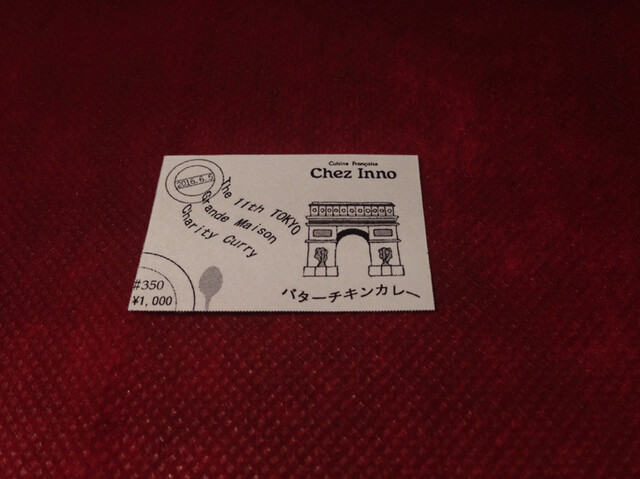 2016.6.5
The 11th TOKYO
Grande Maison
Charity Curry
Cuisine Française
Chez Inno
バターチキンカレー
#350
¥1,000